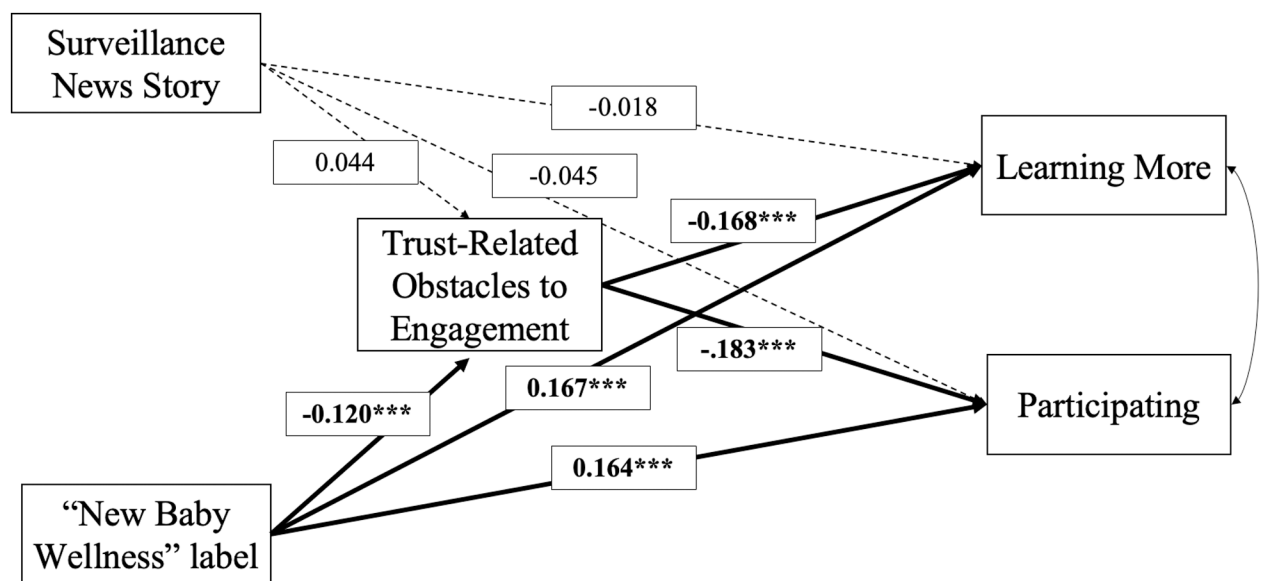 Surveillance
News Story
-0.018
0.044
-0.045
Learning More
-0.168***
Trust-Related
Obstacles to
Engagement
-.183***
0.167***
-0.120***
Participating
0.164***
“New Baby
Wellness” label